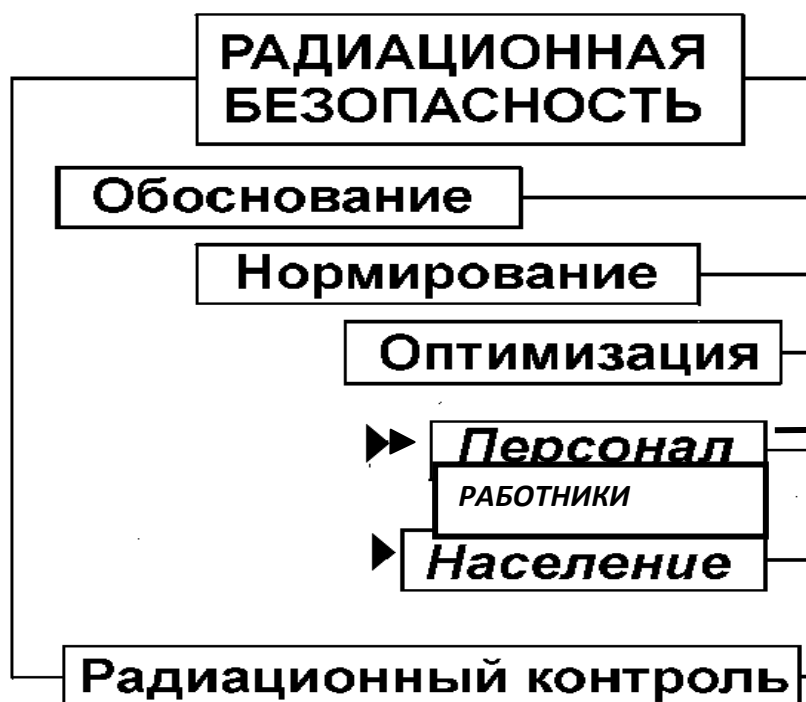 РАДИАЦИОННАЯ
БЕЗОПАСНОСТЬ
Обоснование
Нормирование
Оптимизация
Персонал
РАБОТНИКИ
Население
Радиационный контроль